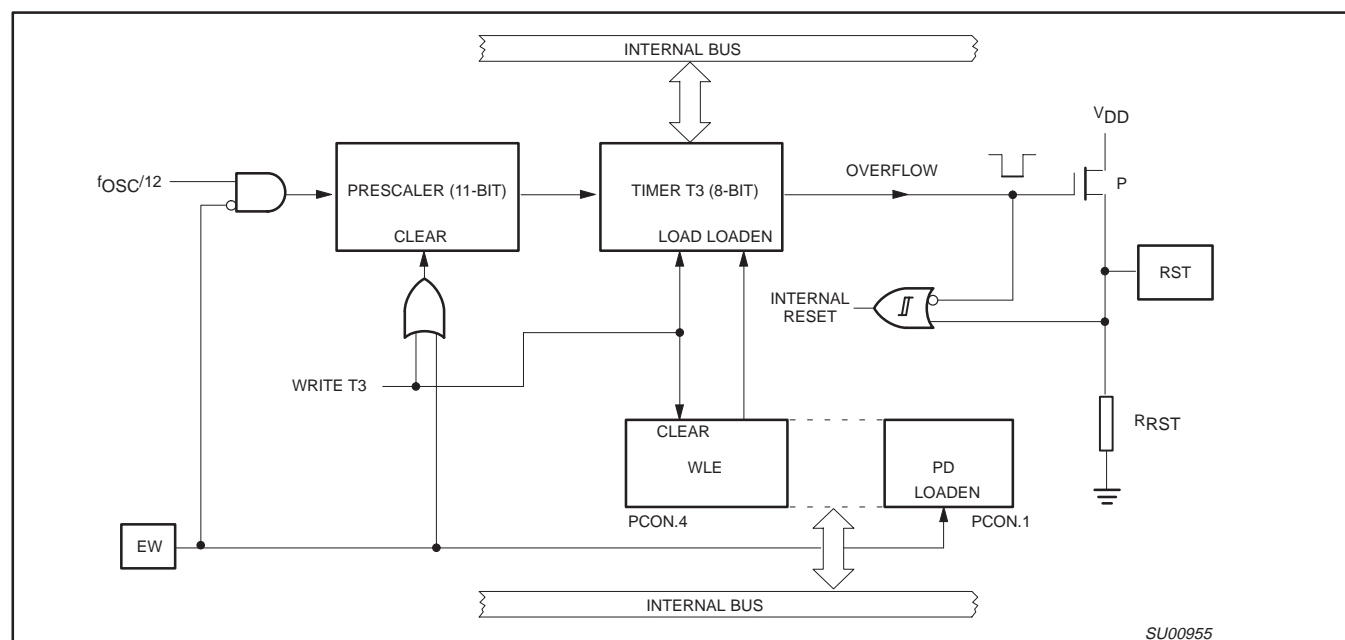 INTERNAL BUS
VDD
fOSC/12
PRESCALER (11-BIT)
CLEAR
TIMER T3 (8-BIT)
LOAD LOADEN
OVERFLOW
P
RST
INTERNAL
RESET
WRITE T3
RRST
CLEAR
WLE
PD
LOADEN
PCON.4
PCON.1
EW
INTERNAL BUS
SU00955